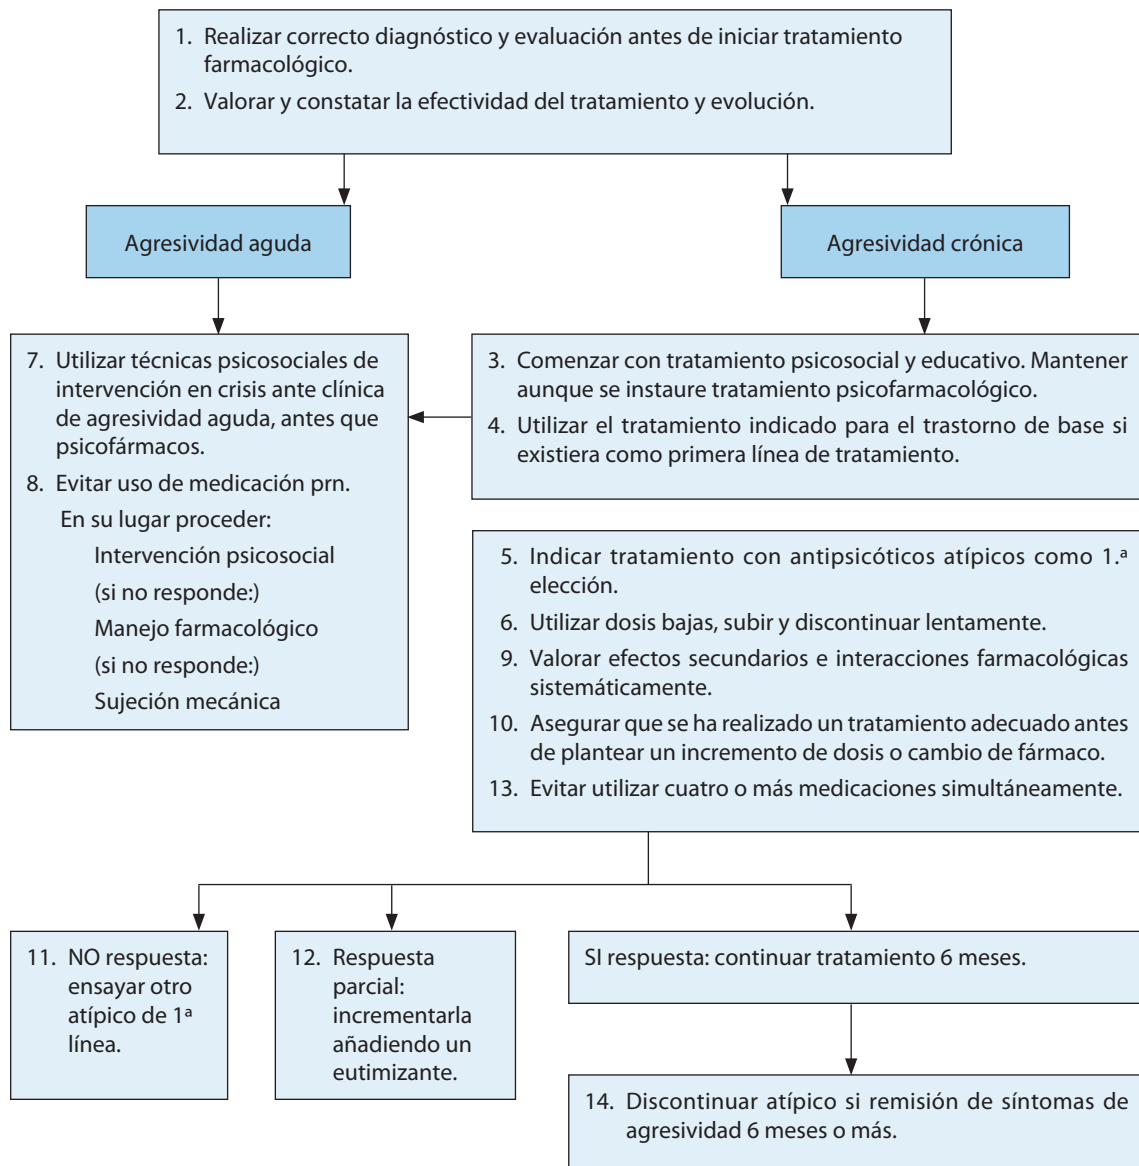 1. Realizar correcto diagnóstico y evaluación antes de iniciar tratamiento
farmacológico.
2. Valorar y constatar la efectividad del tratamiento y evolución.
Agresividad aguda
Agresividad crónica
7. Utilizar técnicas psicosociales de
intervención en crisis ante clínica
de agresividad aguda, antes que
psicofármacos.
8. Evitar uso de medicación prn.
En su lugar proceder:
Intervención psicosocial
(si no responde:)
Manejo farmacológico
(si no responde:)
Sujeción mecánica
3. Comenzar con tratamiento psicosocial y educativo. Mantener
aunque se instaure tratamiento psicofarmacológico.
4. Utilizar el tratamiento indicado para el trastorno de base si
existiera como primera línea de tratamiento.
5. Indicar tratamiento con antipsicóticos atípicos como 1.ª
elección.
6. Utilizar dosis bajas, subir y discontinuar lentamente.
9. Valorar efectos secundarios e interacciones farmacológicas
sistemáticamente.
10. Asegurar que se ha realizado un tratamiento adecuado antes
de plantear un incremento de dosis o cambio de fármaco.
13. Evitar utilizar cuatro o más medicaciones simultáneamente.
11. NO respuesta:
ensayar otro
atípico de 1ª
línea.
12. Respuesta
parcial:
incrementarla
añadiendo un
eutimizante.
SI respuesta: continuar tratamiento 6 meses.
14. Discontinuar atípico si remisión de síntomas de
agresividad 6 meses o más.